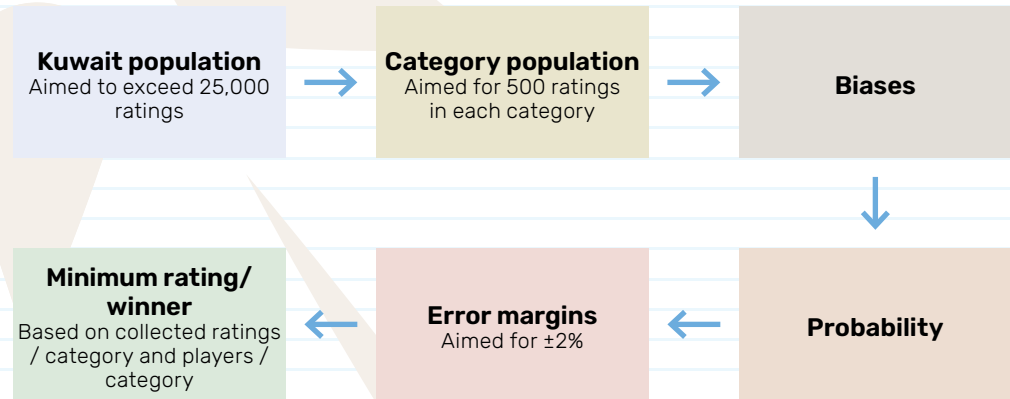 Kuwait population
Aimed to exceed 25,000
ratings
Category population
Aimed for 500 ratings
in each category
Biases
Probability
Error margins
Aimed for ±2%
Minimum rating/
winner
Based on collected ratings
/ category and players /
category